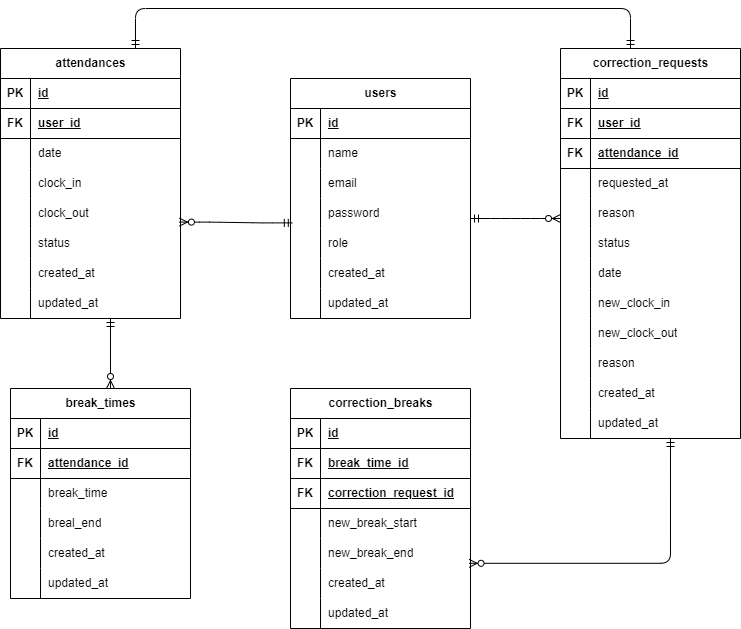 attendances
PK id
FK user_id
date
clock_in
clock_out
status
created_at
updated_at
users
PK id
name
email
password
role
created_at
updated_at
correction_requests
PK id
FK user_id
FK attendance_id
requested_at
reason
status
date
new_clock_in
new_clock_out
reason
created_at
updated_at
break_times
PK id
FK attendance_id
break_time
breal_end
created_at
updated_at
correction_breaks
PK id
FK break_time_id
FK correction_request_id
new_break_start
new_break_end
created_at
updated_at